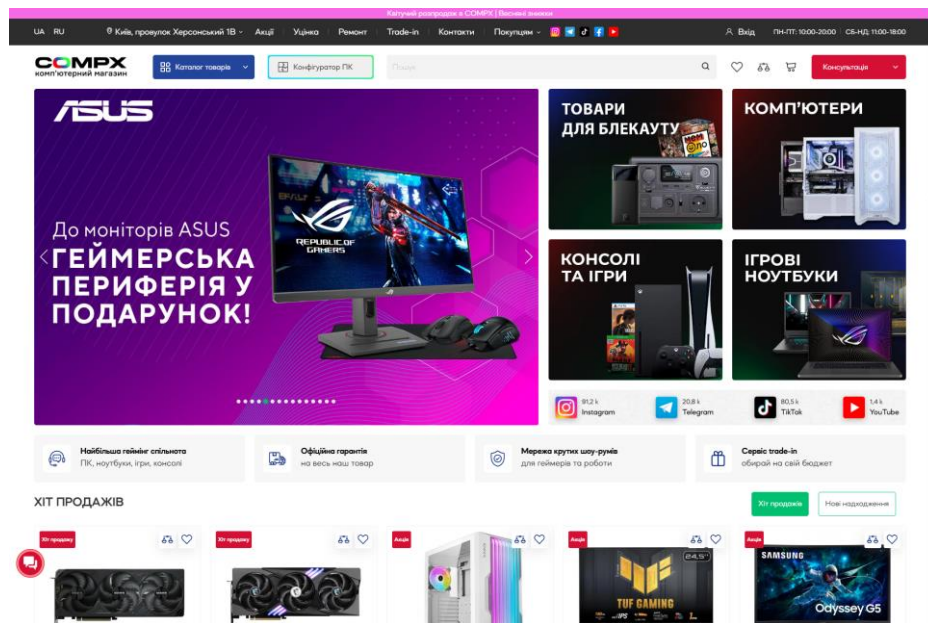 Квітучий розпродаж в COMPX | Весняні знижки
UA RU Київ, провулок Херсонський 1В Акції Уцінка Ремонт Trade-in Контакти Покупцям Вхід ПН-ПТ: 10:00-20:00 СБ-НД: 11:00-18:00
COMPX
комп'ютерний магазин
Каталог товарів
Конфігуратор ПК
Пошук
Консультація
ASUS
До моніторів ASUS
ГЕЙМЕРСЬКА
ПЕРИФЕРІЯ У
ПОДАРУНОК!
REPUBLIC OF
GAMERS
ТОВАРИ
ДЛЯ БЛЕКАУТУ
КОМП'ЮТЕРИ
КОНСОЛІ
ТА ІГРИ
ІГРОВІ
НОУТБУКИ
91,2 k
Instagram
20,8 k
Telegram
60,5 k
TikTok
1,4 k
YouTube
Найбільша геймінг спільнота
ПК, ноутбуки, ігри, консолі
Офіційна гарантія
на весь наш товар
Мережа крутих шоу-румів
для геймерів та роботи
Сервіс trade-in
обирай на свій бюджет
ХІТ ПРОДАЖІВ
Хіт продажів
Нові надходження
Хіт продажу
Хіт продажу
Акція
Акція
Акція
24.5"
TUF GAMING
SAMSUNG
Odyssey G5